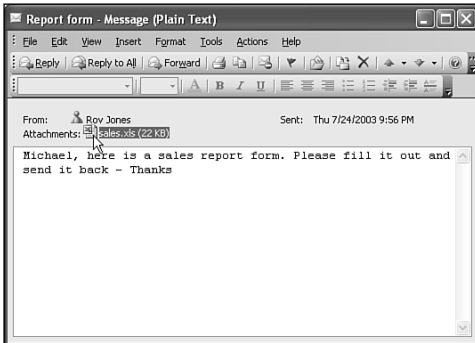 Report form - Message (Plain Text)
File Edit View Insert Format Tools Actions Help
Reply Reply to All Forward
A B I U
From: Roy Jones Sent: Thu 7/24/2003 9:56 PM
Attachments: sales.xls (22 KB)
Michael, here is a sales report form. Please fill it out and
send it back - Thanks